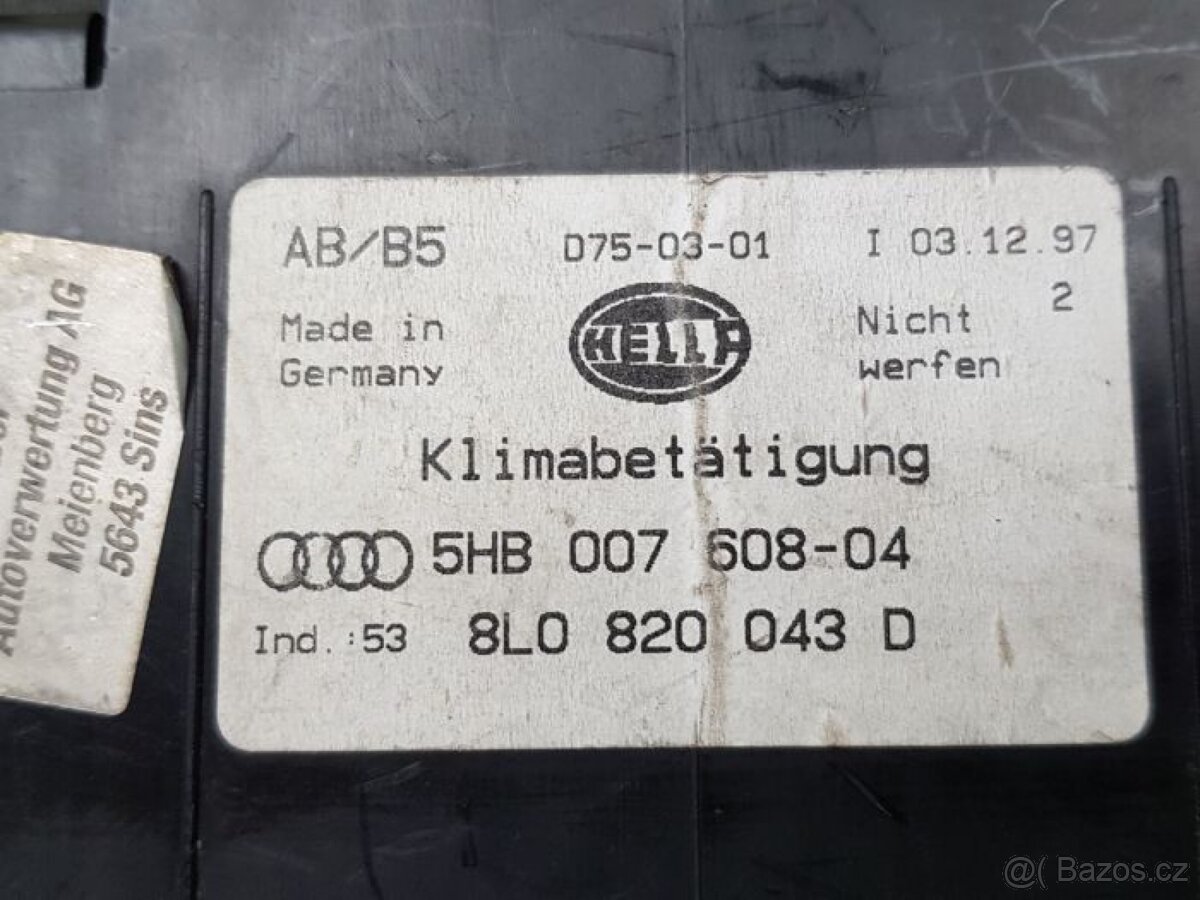 AB/B5 D75-03-01 I 03.12.97
2
Made in
Germany
HELLA
Nicht
werfen
Klimabetätigung
5HB 007 608-04
Ind.:53 8L0 820 043 D
Autoverwertung AG
Meienberg
5643 Sins
@( Bazos.cz